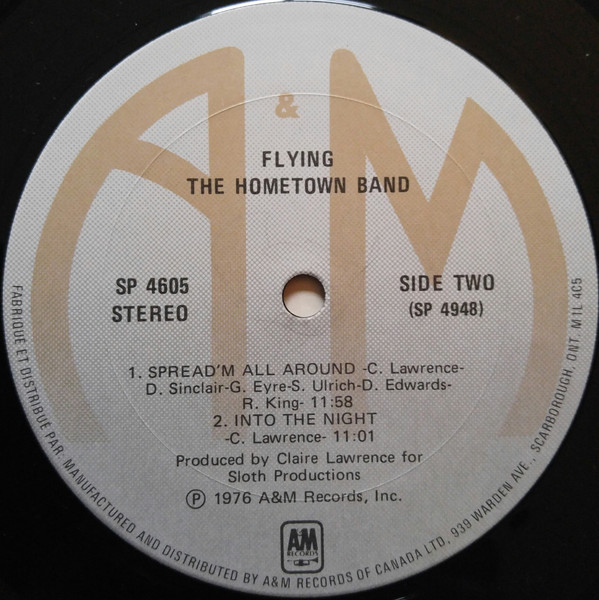 A&M
FLYING
THE HOMETOWN BAND
SP 4605
STEREO
SIDE TWO
(SP 4948)
1. SPREAD'M ALL AROUND -C. Lawrence-
D. Sinclair-G. Eyre-S. Ulrich-D. Edwards-
R. King- 11:58
2. INTO THE NIGHT
-C. Lawrence- 11:01
Produced by Claire Lawrence for
Sloth Productions
Ⓟ 1976 A&M Records, Inc.
A&M
RECORDS
FABRIQUE ET DISTRIBUE PAR: MANUFACTURED AND DISTRIBUTED BY A&M RECORDS OF CANADA LTD, 939 WARDEN AVE., SCARBOROUGH, ONT. M1L 4C5